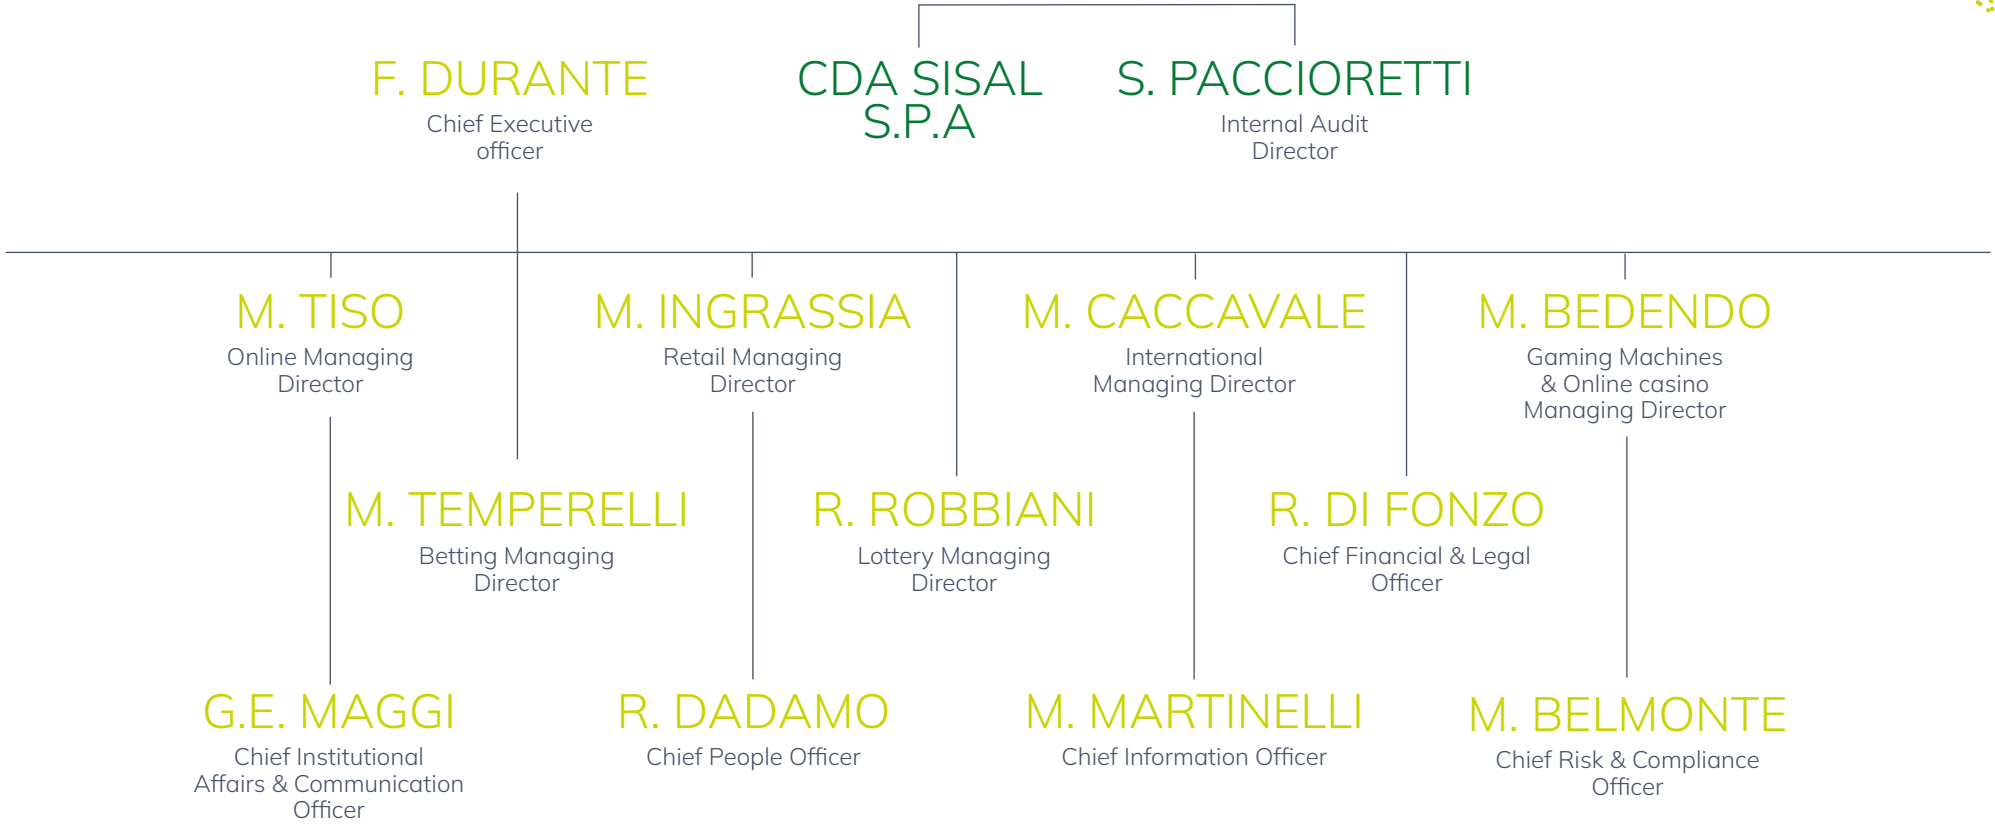 F. DURANTE
Chief Executive
officer
CDA SISAL
S.P.A
S. PACCIORETTI
Internal Audit
Director
M. TISO
Online Managing
Director
M. INGRASSIA
Retail Managing
Director
M. CACCAVALE
International
Managing Director
M. BEDENDO
Gaming Machines
& Online casino
Managing Director
M. TEMPERELLI
Betting Managing
Director
R. ROBBIANI
Lottery Managing
Director
R. DI FONZO
Chief Financial & Legal
Officer
G.E. MAGGI
Chief Institutional
Affairs & Communication
Officer
R. DADAMO
Chief People Officer
M. MARTINELLI
Chief Information Officer
M. BELMONTE
Chief Risk & Compliance
Officer